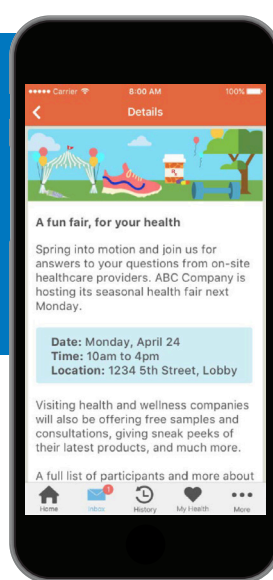 Carrier 8:00 AM 100%
Details
A fun fair, for your health
Spring into motion and join us for
answers to your questions from on-site
healthcare providers. ABC Company is
hosting its seasonal health fair next
Monday.
Date: Monday, April 24
Time: 10am to 4pm
Location: 1234 5th Street, Lobby
Visiting health and wellness companies
will also be offering free samples and
consultations, giving sneak peeks of
their latest products, and much more.
A full list of participants and more about
1
Home Inbox History My Health More